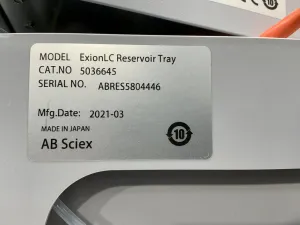 MODEL ExionLC Reservoir Tray
CAT.NO 5036645
SERIAL NO. ABRES5804446
Mfg.Date: 2021-03
MADE IN JAPAN
AB Sciex
10